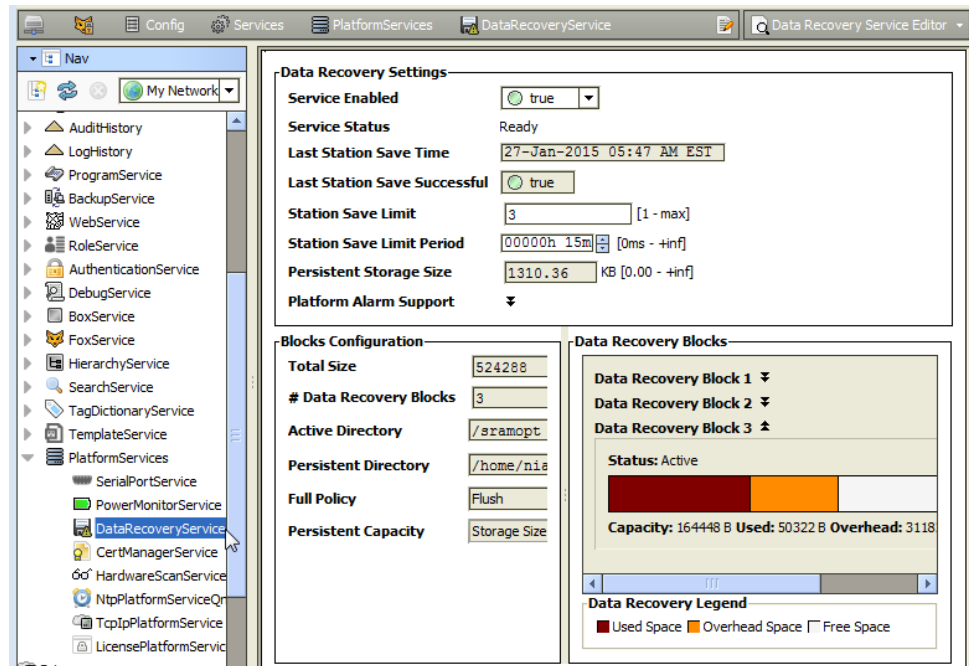 Config Services PlatformServices DataRecoveryService Data Recovery Service Editor
Nav
My Network
AuditHistory
LogHistory
ProgramService
BackupService
WebService
RoleService
AuthenticationService
DebugService
BoxService
FoxService
HierarchyService
SearchService
TagDictionaryService
TemplateService
PlatformServices
SerialPortService
PowerMonitorService
DataRecoveryService
CertManagerService
HardwareScanService
NtpPlatformServiceQn
TcpIpPlatformService
LicensePlatformServic
Data Recovery Settings
Service Enabled true
Service Status Ready
Last Station Save Time 27-Jan-2015 05:47 AM EST
Last Station Save Successful true
Station Save Limit 3 [1 - max]
Station Save Limit Period 00000h 15m [0ms - +inf]
Persistent Storage Size 1310.36 KB [0.00 - +inf]
Platform Alarm Support
Blocks Configuration
Total Size 524288
# Data Recovery Blocks 3
Active Directory /sramopt
Persistent Directory /home/nia
Full Policy Flush
Persistent Capacity Storage Size
Data Recovery Blocks
Data Recovery Block 1
Data Recovery Block 2
Data Recovery Block 3
Status: Active
Capacity: 164448 B Used: 50322 B Overhead: 3118
Data Recovery Legend
Used Space Overhead Space Free Space